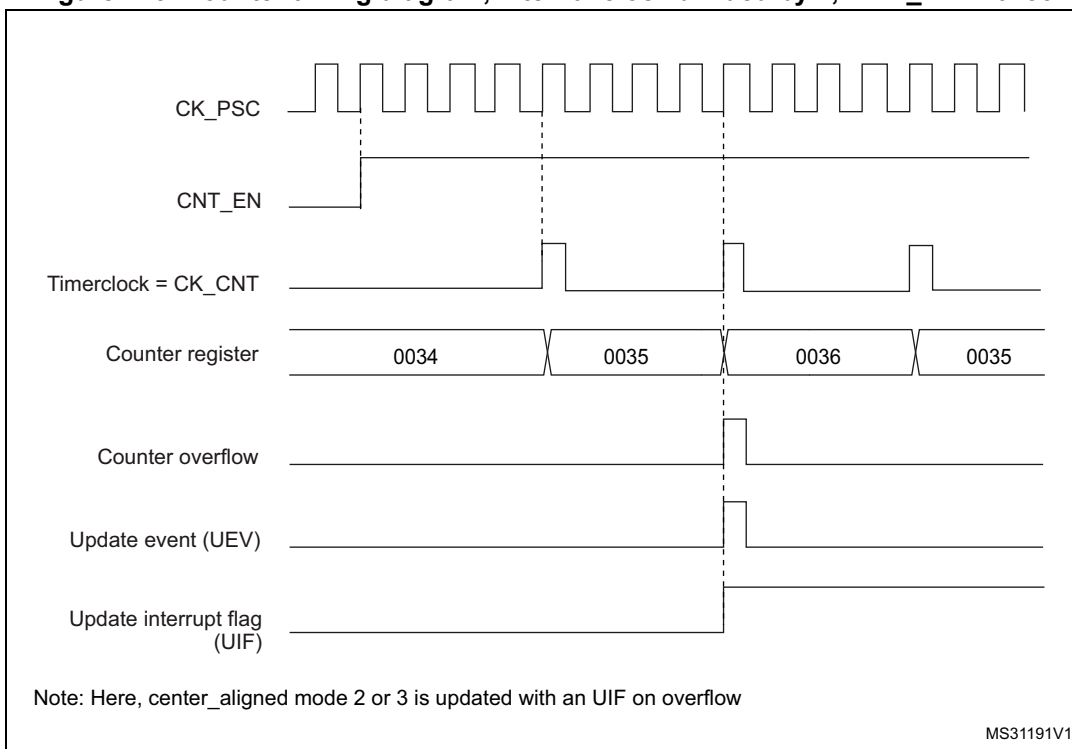 CK_PSC
CNT_EN
Timerclock = CK_CNT
Counter register 0034 0035 0036 0035
Counter overflow
Update event (UEV)
Update interrupt flag
(UIF)
Note: Here, center_aligned mode 2 or 3 is updated with an UIF on overflow
MS31191V1